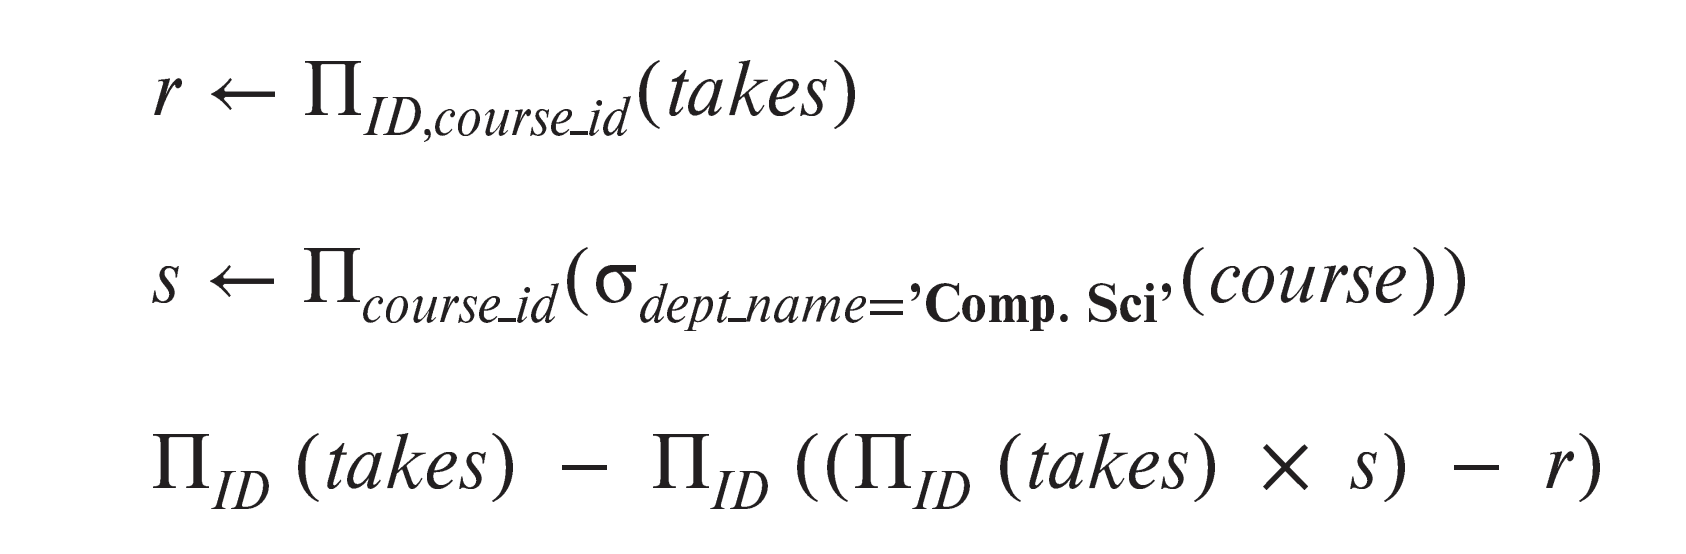 r ← Π_{ID,course_id}(takes)
s ← Π_{course_id}(σ_{dept_name=’Comp. Sci’}(course))
Π_{ID} (takes) − Π_{ID} ((Π_{ID} (takes) × s) − r)